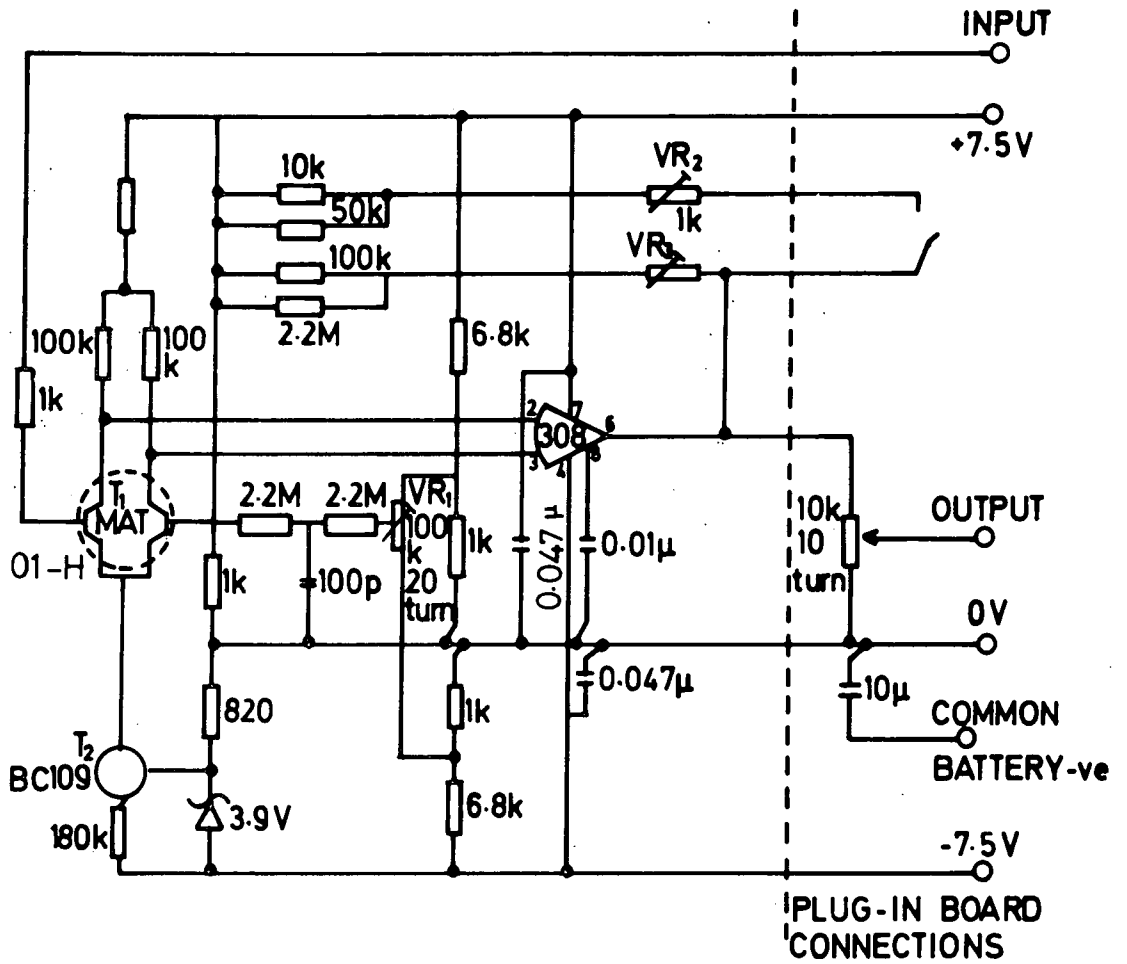 INPUT
+7.5V
VR₂
10k
50k
1k
VR₃
100k
2.2M
100k
100
k
6.8k
1k
2
7
308
6
3
4
8
T₁
MAT
01-H
2.2M
2.2M
VR₁
100
k
20
turn
1k
0.047µ
0.01µ
10k
10
turn
OUTPUT
1k
100p
0V
820
1k
0.047µ
10µ
COMMON
BATTERY-ve
T₂
BC109
3.9V
6.8k
180k
-7.5V
PLUG-IN BOARD
CONNECTIONS